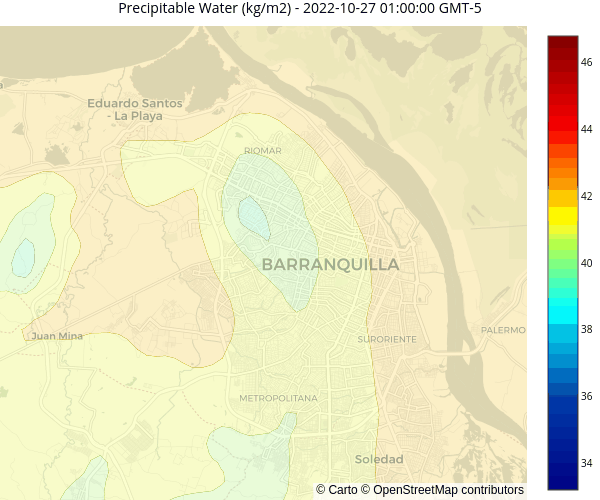 Precipitable Water (kg/m2) - 2022-10-27 01:00:00 GMT-5
46
44
42
40
38
36
34
Eduardo Santos
- La Playa
RIOMAR
BARRANQUILLA
Juan Mina
SURORIENTE
PALERMO
METROPOLITANA
Soledad
© Carto © OpenStreetMap contributors